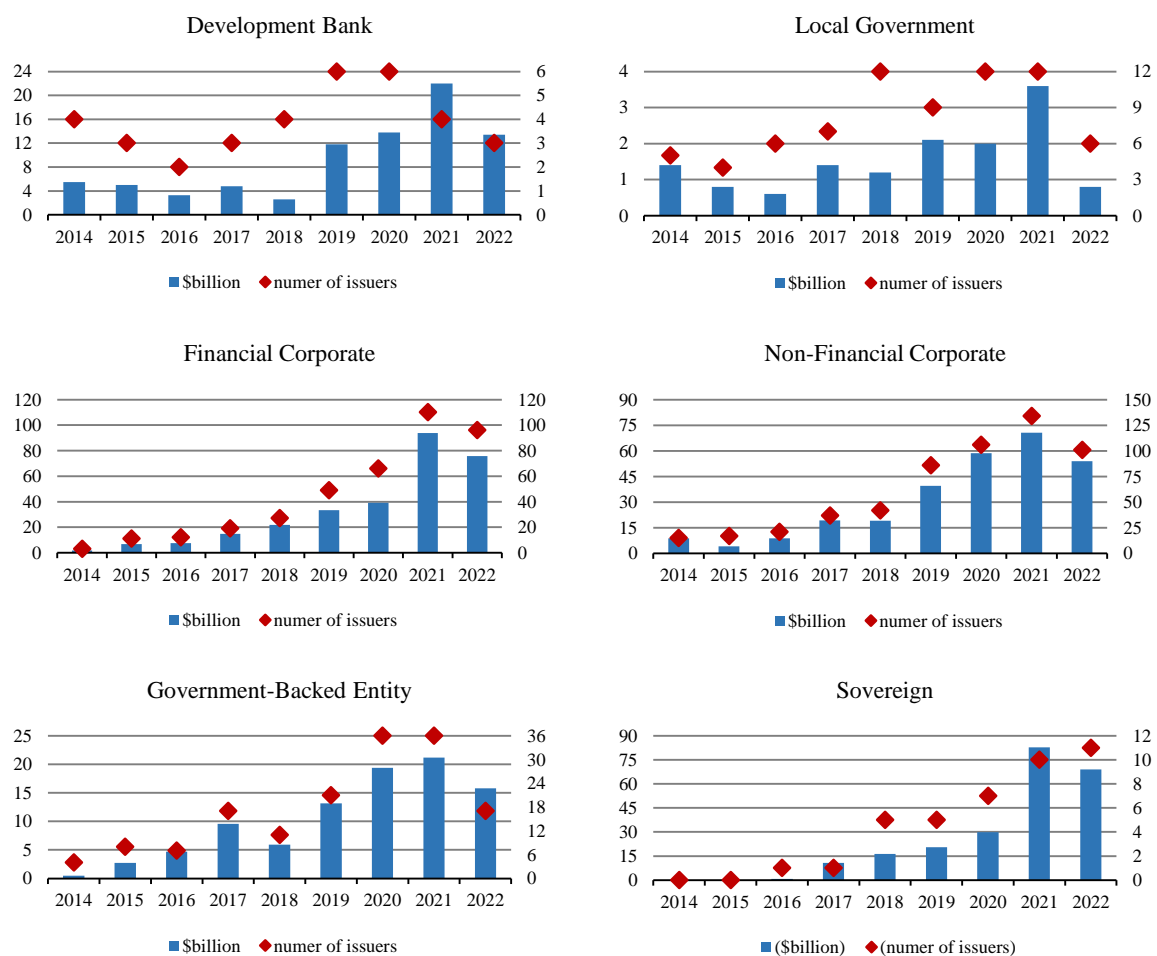 Development Bank
24 6
20 5
16 4
12 3
8 2
4 1
0 0
2014 2015 2016 2017 2018 2019 2020 2021 2022
$billion numer of issuers
Local Government
4 12
3 9
2 6
1 3
0 0
2014 2015 2016 2017 2018 2019 2020 2021 2022
$billion numer of issuers
Financial Corporate
120 120
100 100
80 80
60 60
40 40
20 20
0 0
2014 2015 2016 2017 2018 2019 2020 2021 2022
$billion numer of issuers
Non-Financial Corporate
90 150
75 125
60 100
45 75
30 50
15 25
0 0
2014 2015 2016 2017 2018 2019 2020 2021 2022
$billion numer of issuers
Government-Backed Entity
25 36
20 30
15 24
10 18
5 12
0 6
0
2014 2015 2016 2017 2018 2019 2020 2021 2022
$billion numer of issuers
Sovereign
90 12
75 10
60 8
45 6
30 4
15 2
0 0
2014 2015 2016 2017 2018 2019 2020 2021 2022
($billion) (numer of issuers)